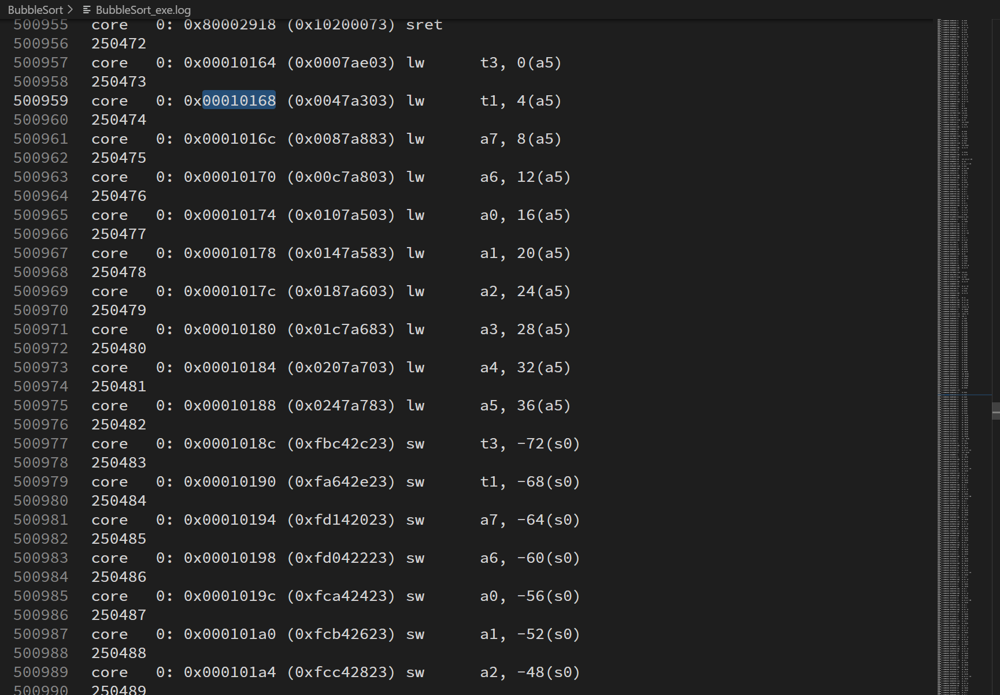 BubbleSort > BubbleSort_exe.log
500955 core 0: 0x80002918 (0x10200073) sret
500956 250472
500957 core 0: 0x00010164 (0x0007ae03) lw t3, 0(a5)
500958 250473
500959 core 0: 0x00010168 (0x0047a303) lw t1, 4(a5)
500960 250474
500961 core 0: 0x0001016c (0x0087a883) lw a7, 8(a5)
500962 250475
500963 core 0: 0x00010170 (0x00c7a803) lw a6, 12(a5)
500964 250476
500965 core 0: 0x00010174 (0x0107a503) lw a0, 16(a5)
500966 250477
500967 core 0: 0x00010178 (0x0147a583) lw a1, 20(a5)
500968 250478
500969 core 0: 0x0001017c (0x0187a603) lw a2, 24(a5)
500970 250479
500971 core 0: 0x00010180 (0x01c7a683) lw a3, 28(a5)
500972 250480
500973 core 0: 0x00010184 (0x0207a703) lw a4, 32(a5)
500974 250481
500975 core 0: 0x00010188 (0x0247a783) lw a5, 36(a5)
500976 250482
500977 core 0: 0x0001018c (0xfbc42c23) sw t3, -72(s0)
500978 250483
500979 core 0: 0x00010190 (0xfa642e23) sw t1, -68(s0)
500980 250484
500981 core 0: 0x00010194 (0xfd142023) sw a7, -64(s0)
500982 250485
500983 core 0: 0x00010198 (0xfd042223) sw a6, -60(s0)
500984 250486
500985 core 0: 0x0001019c (0xfca42423) sw a0, -56(s0)
500986 250487
500987 core 0: 0x000101a0 (0xfcb42623) sw a1, -52(s0)
500988 250488
500989 core 0: 0x000101a4 (0xfcc42823) sw a2, -48(s0)
500990 250489